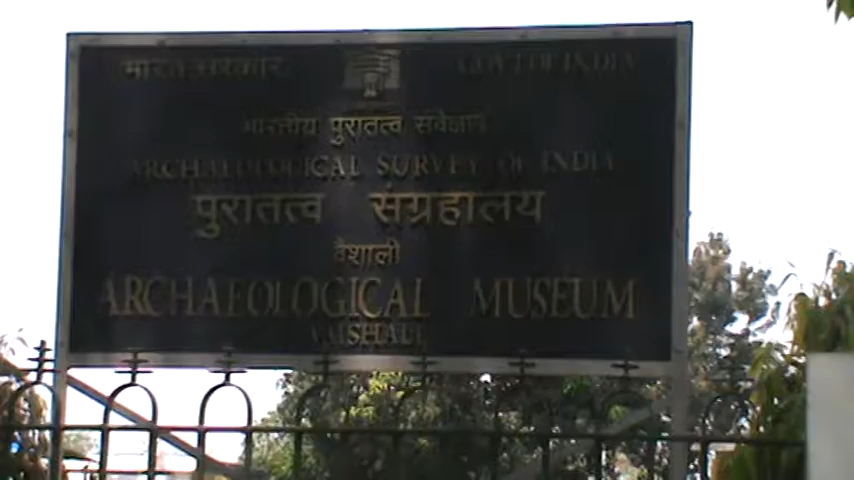 भारत सरकार GOVT OF INDIA
भारतीय पुरातत्व सर्वेक्षण
ARCHAEOLOGICAL SURVEY OF INDIA
पुरातत्व संग्रहालय
वैशाली
ARCHAEOLOGICAL MUSEUM
VAISHALI